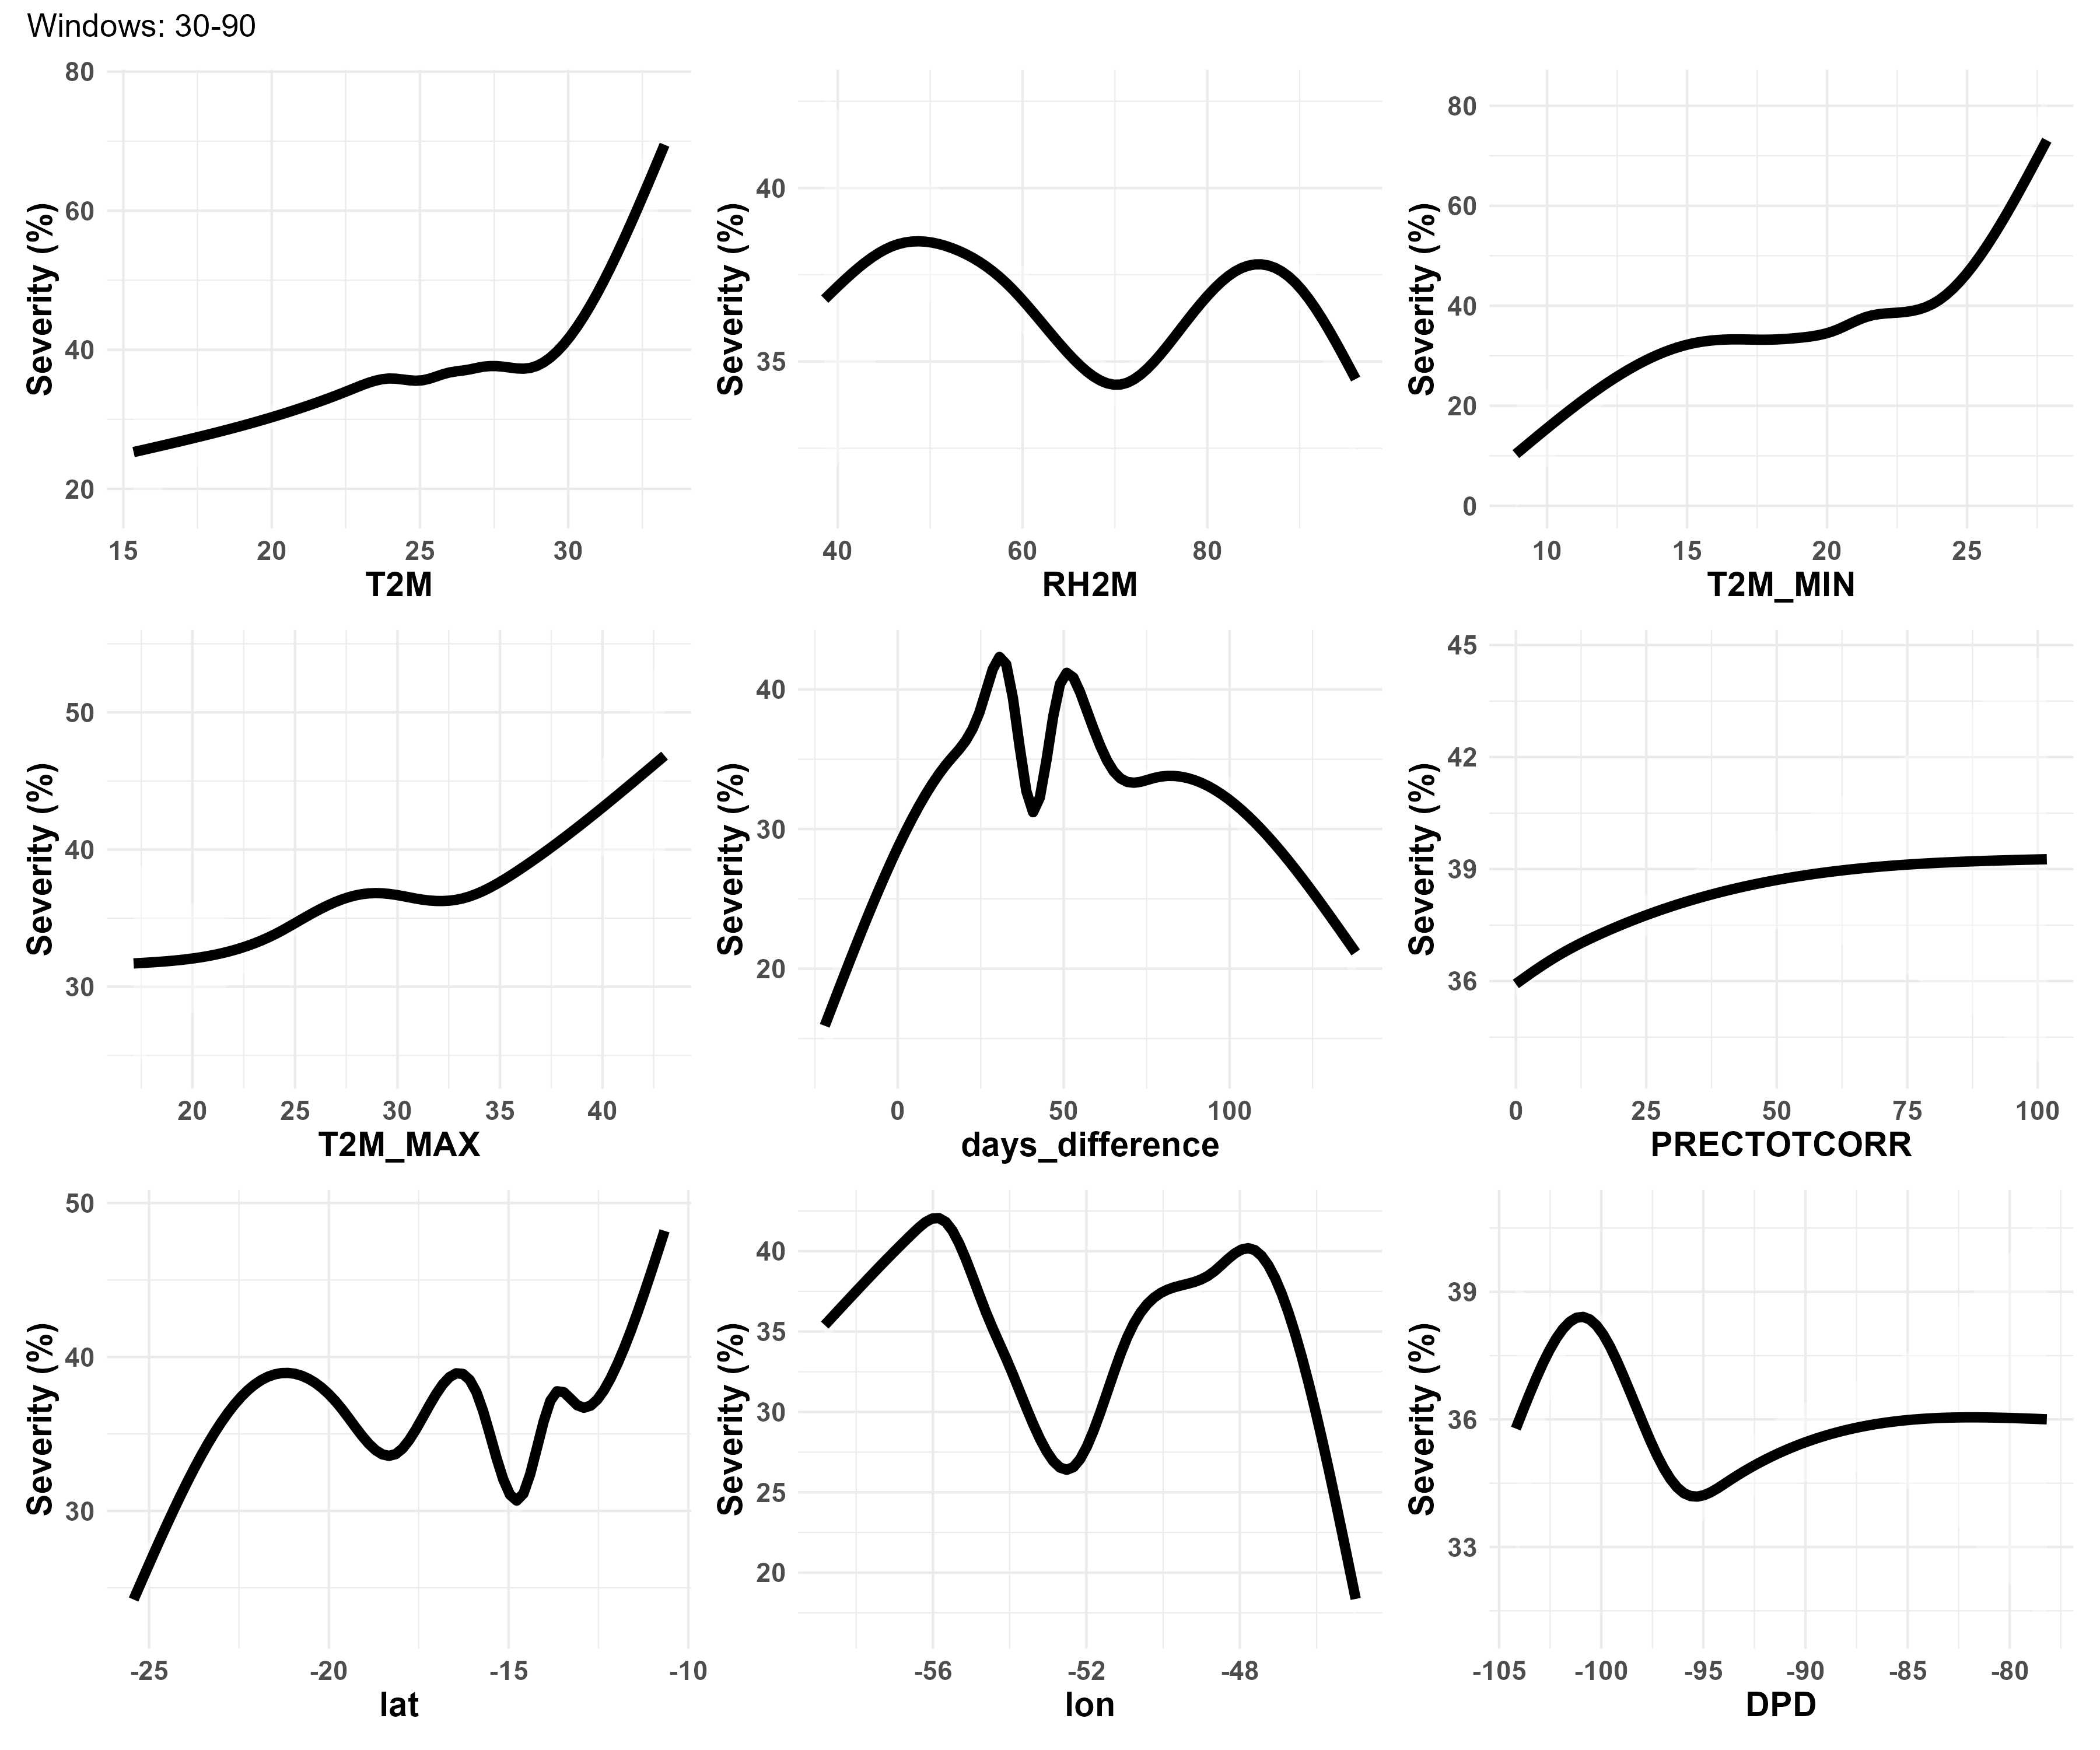 Windows: 30-90
80
60
40
20
Severity (%)
15 20 25 30
T2M
40
35
Severity (%)
40 60 80
RH2M
80
60
40
20
0
Severity (%)
10 15 20 25
T2M_MIN
50
40
30
Severity (%)
20 25 30 35 40
T2M_MAX
40
30
20
Severity (%)
0 50 100
days_difference
45
42
39
36
Severity (%)
0 25 50 75 100
PRECTOTCORR
50
40
30
Severity (%)
-25 -20 -15 -10
lat
40
35
30
25
20
Severity (%)
-56 -52 -48
lon
39
36
33
Severity (%)
-105 -100 -95 -90 -85 -80
DPD